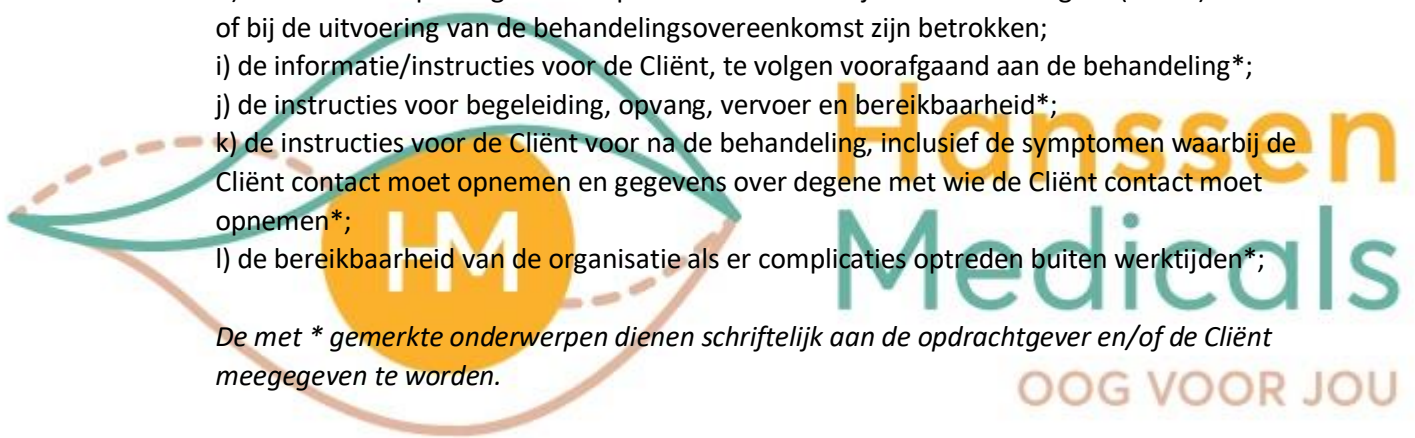 of bij de uitvoering van de behandelingsovereenkomst zijn betrokken;
i) de informatie/instructies voor de Cliënt, te volgen voorafgaand aan de behandeling*;
j) de instructies voor begeleiding, opvang, vervoer en bereikbaarheid*;
k) de instructies voor de Cliënt voor na de behandeling, inclusief de symptomen waarbij de
Cliënt contact moet opnemen en gegevens over degene met wie de Cliënt contact moet
opnemen*;
l) de bereikbaarheid van de organisatie als er complicaties optreden buiten werktijden*;
De met * gemerkte onderwerpen dienen schriftelijk aan de opdrachtgever en/of de Cliënt
meegegeven te worden.
HM
Hanssen
Medicals
OOG VOOR JOU